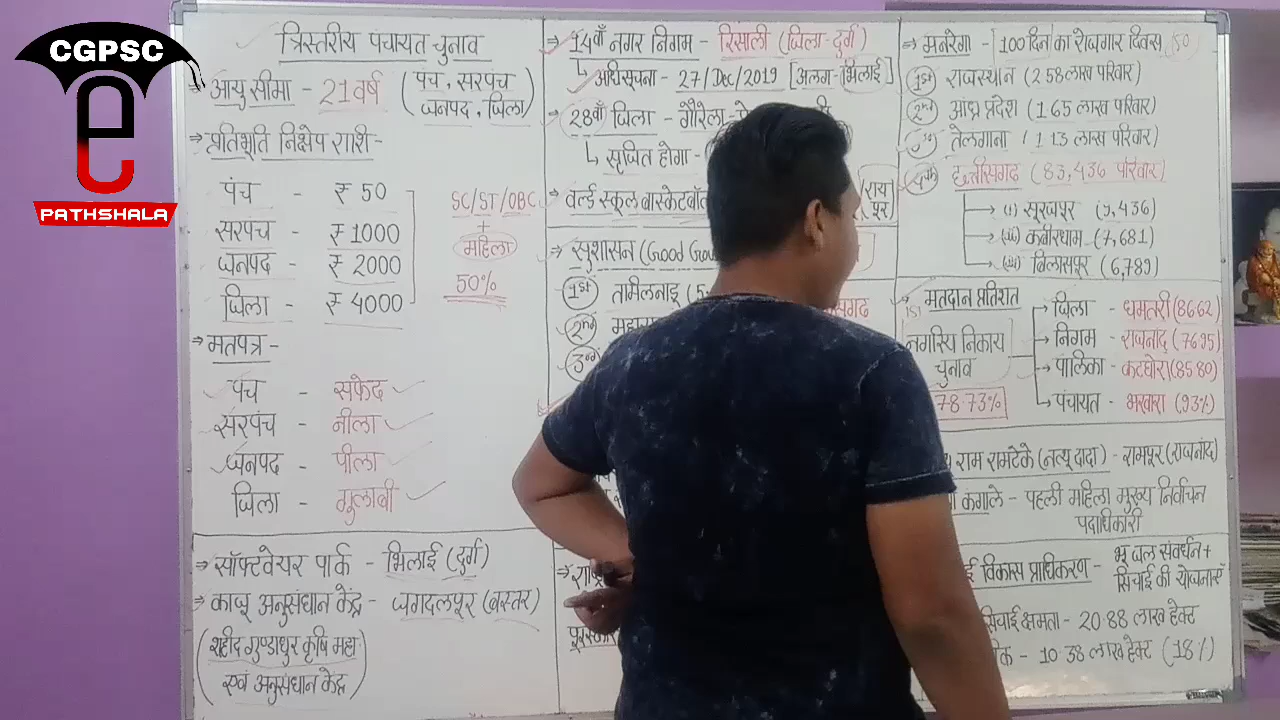 CGPSC
e
PATHSHALA
त्रिस्तरीय पंचायत चुनाव
⇒ आयु सीमा - 21 वर्ष (पंच, सरपंच
जनपद, जिला)
⇒ प्रतिभूति निक्षेप राशि-
पंच - ₹ 50
सरपंच - ₹ 1000
जनपद - ₹ 2000
जिला - ₹ 4000
SC/ST/OBC
+
महिला
50%
⇒ मतपत्र -
पंच - सफेद
सरपंच - नीला
जनपद - पीला
जिला - गुलाबी
⇒ सॉफ्टवेयर पार्क - भिलाई (दुर्ग)
⇒ काजू अनुसंधान केंद्र - जगदलपुर (बस्तर)
(शहीद गुण्डाधुर कृषि महा
एवं अनुसंधान केंद्र)
⇒ 14वाँ नगर निगम - रिसाली (जिला-दुर्ग)
↳ अधिसूचना - 27/Dec/2019 [अलग-भिलाई]
⇒ 28वाँ जिला - गौरेला-
↳ सृजित होगा -
⇒ वर्ल्ड स्कूल बास्केटबॉल
(रायपुर)
⇒ सुशासन (Good
1st तामिलनाडु (5
2nd
3rd
⇒ मनरेगा - [100 दिन का रोजगार दिवस
1st राजस्थान (2.58 लाख परिवार)
2nd आंध्र प्रदेश (1.65 लाख परिवार)
3rd तेलंगाना (1.13 लाख परिवार)
4th छत्तीसगढ़ (83,436 परिवार)
(i) सूरजपुर (9,436)
(ii) कबीरधाम (7,681)
(iii) बिलासपुर (6,789)
⇒ मतदान प्रतिशत
नगरीय निकाय
चुनाव
78.73%
जिला - धमतरी (86.62)
निगम - राजनांद (76.95)
पालिका - कटघोरा (85.80)
पंचायत - भखारा (93%)
राम रामटेके (नत्थू दादा) - रामपुर (राजनांद)
कंगाले - पहली महिला मुख्य निर्वाचन
पदाधिकारी
विकास प्राधिकरण - भू जल संवर्धन +
सिंचाई की योजनाएँ
सिंचाई क्षमता - 20.88 लाख हेक्ट
10.38 लाख हेक्ट (18%)